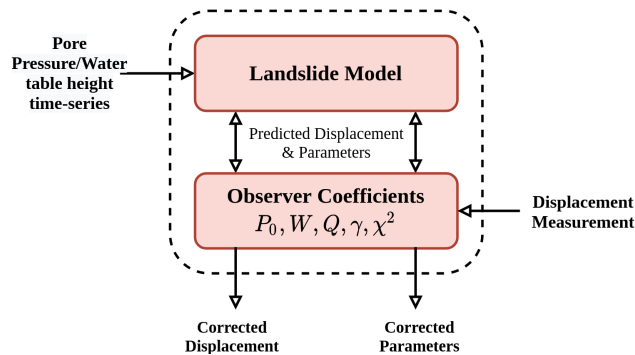 Pore
Pressure/Water
table height
time-series
Landslide Model
Predicted Displacement
& Parameters
Observer Coefficients
P₀, W, Q, γ, χ²
Displacement
Measurement
Corrected
Displacement
Corrected
Parameters